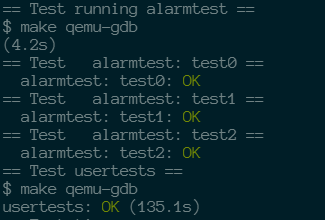 == Test running alarmtest ==
$ make qemu-gdb
(4.2s)
== Test   alarmtest: test0 ==
  alarmtest: test0: OK
== Test   alarmtest: test1 ==
  alarmtest: test1: OK
== Test   alarmtest: test2 ==
  alarmtest: test2: OK
== Test usertests ==
$ make qemu-gdb
usertests: OK (135.1s)